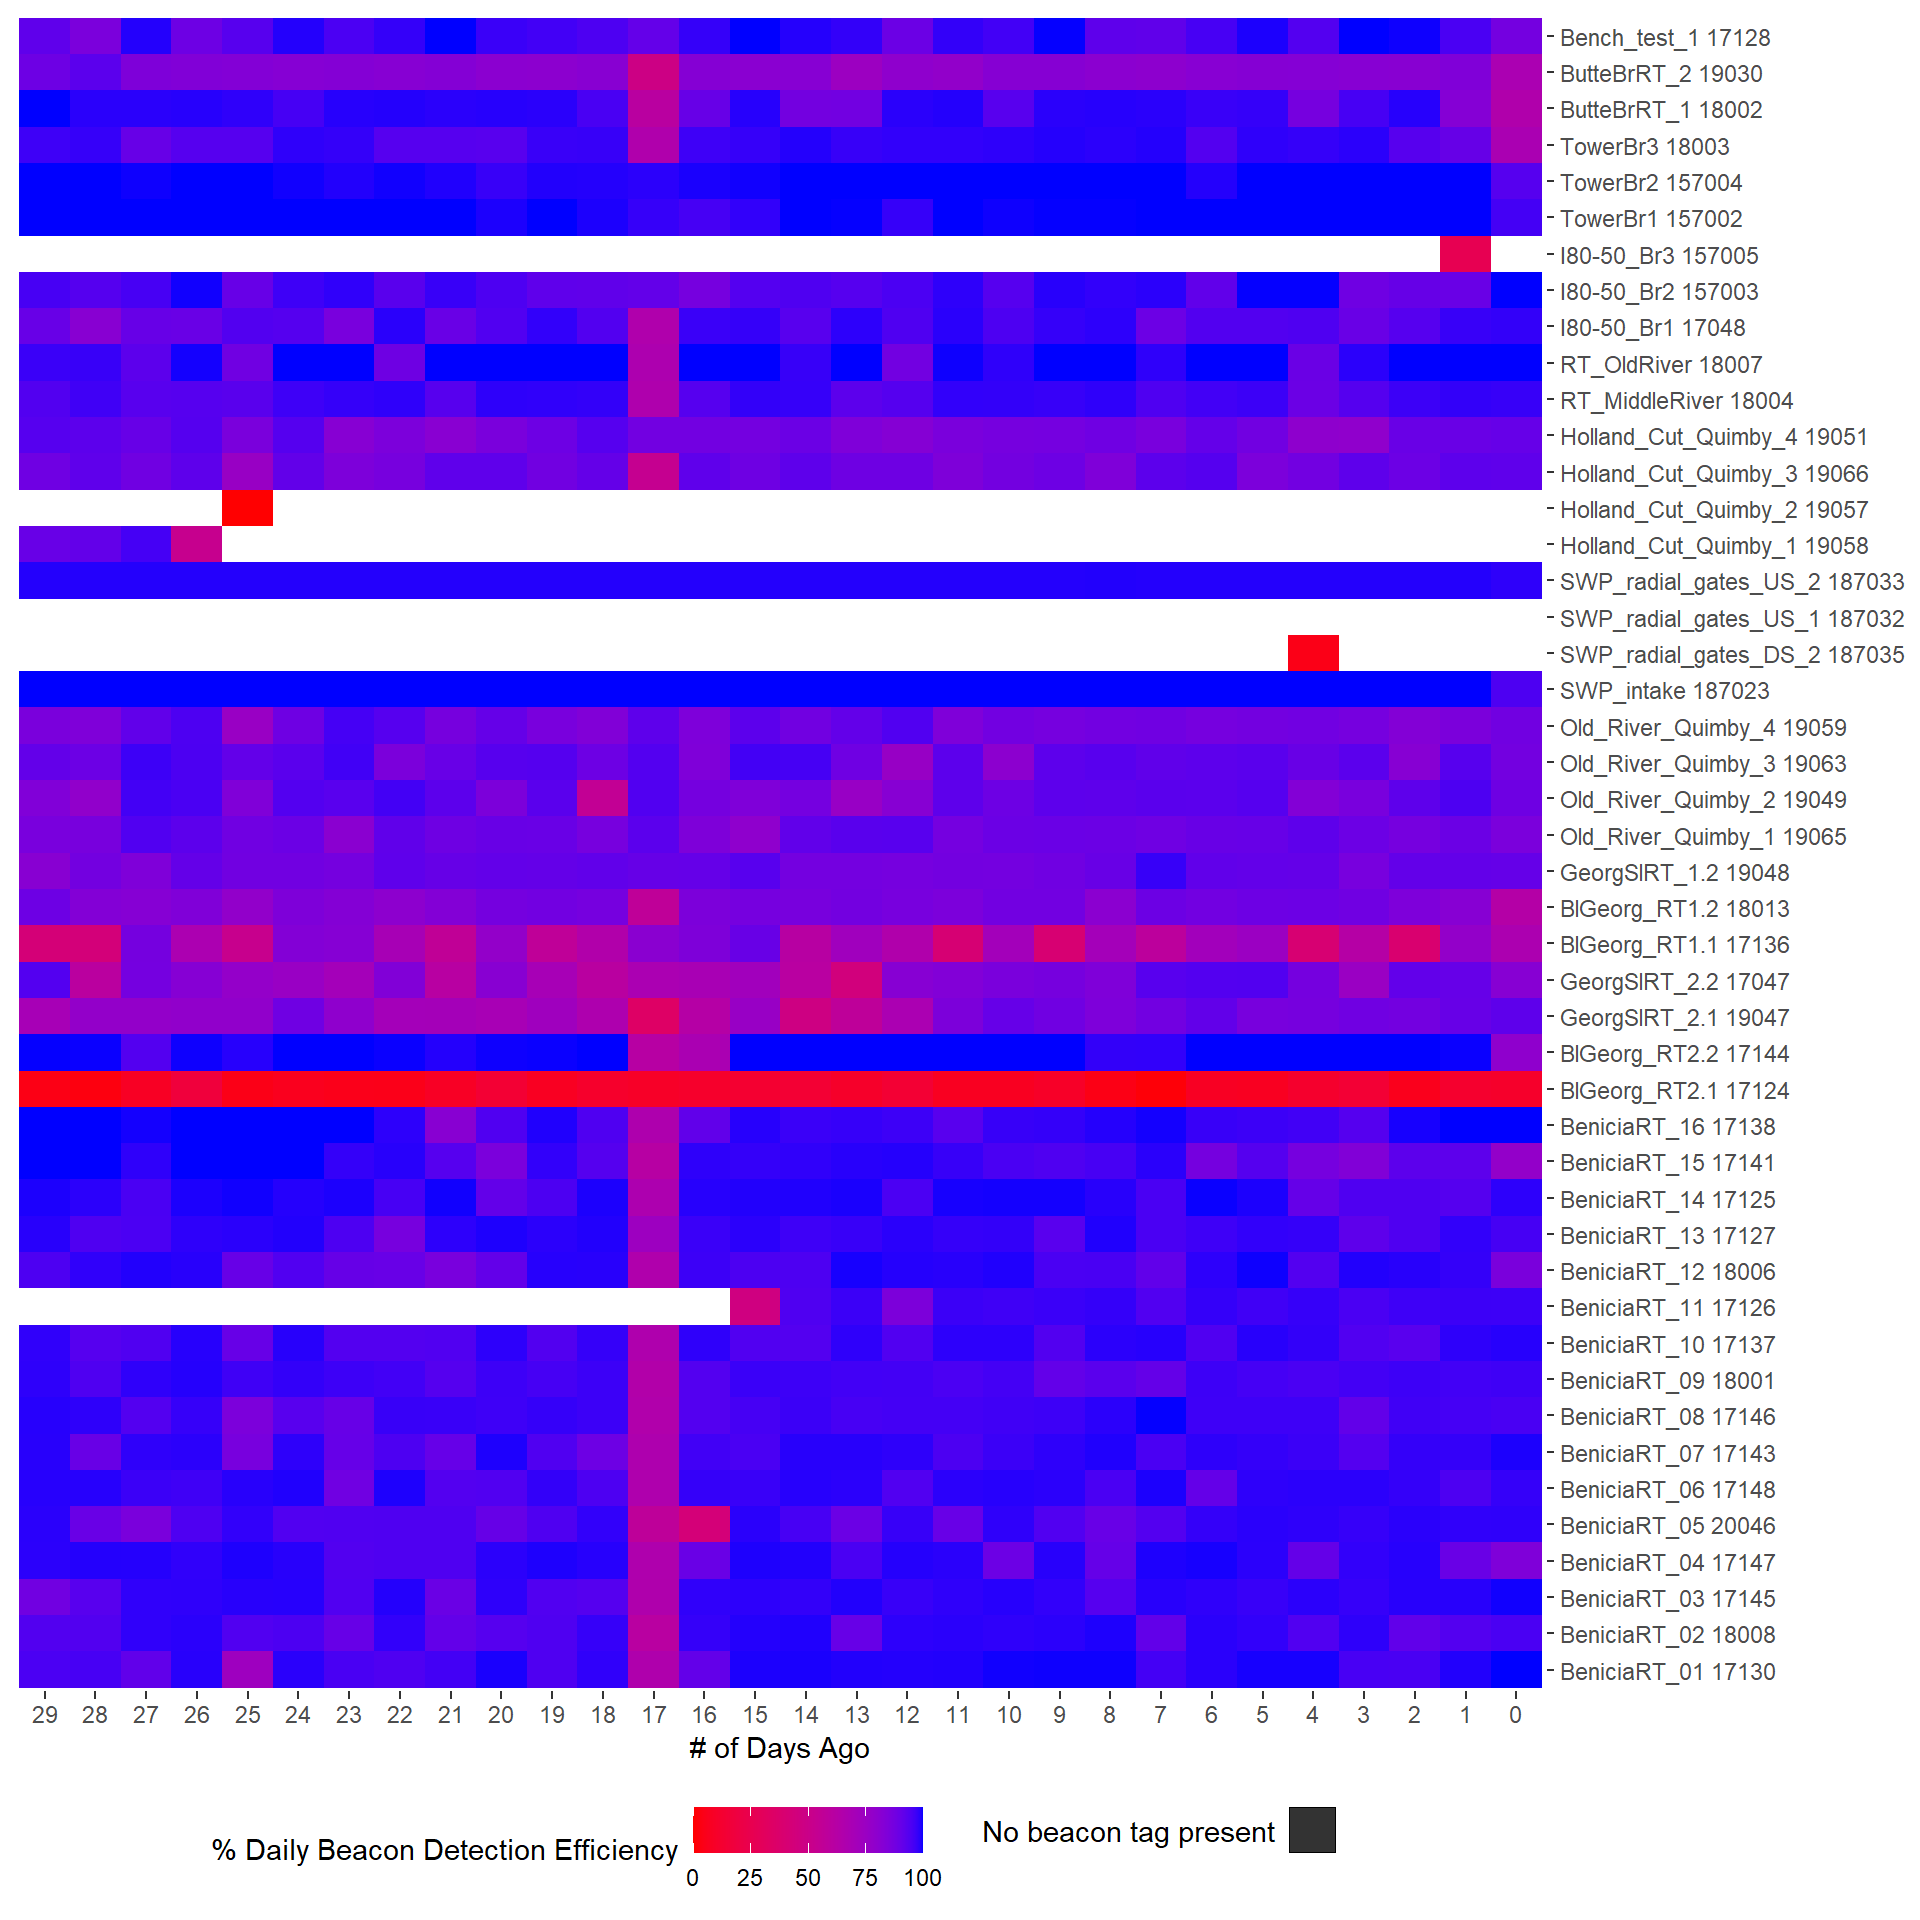 Bench_test_1 17128
ButteBrRT_2 19030
ButteBrRT_1 18002
TowerBr3 18003
TowerBr2 157004
TowerBr1 157002
I80-50_Br3 157005
I80-50_Br2 157003
I80-50_Br1 17048
RT_OldRiver 18007
RT_MiddleRiver 18004
Holland_Cut_Quimby_4 19051
Holland_Cut_Quimby_3 19066
Holland_Cut_Quimby_2 19057
Holland_Cut_Quimby_1 19058
SWP_radial_gates_US_2 187033
SWP_radial_gates_US_1 187032
SWP_radial_gates_DS_2 187035
SWP_intake 187023
Old_River_Quimby_4 19059
Old_River_Quimby_3 19063
Old_River_Quimby_2 19049
Old_River_Quimby_1 19065
GeorgSlRT_1.2 19048
BlGeorg_RT1.2 18013
BlGeorg_RT1.1 17136
GeorgSlRT_2.2 17047
GeorgSlRT_2.1 19047
BlGeorg_RT2.2 17144
BlGeorg_RT2.1 17124
BeniciaRT_16 17138
BeniciaRT_15 17141
BeniciaRT_14 17125
BeniciaRT_13 17127
BeniciaRT_12 18006
BeniciaRT_11 17126
BeniciaRT_10 17137
BeniciaRT_09 18001
BeniciaRT_08 17146
BeniciaRT_07 17143
BeniciaRT_06 17148
BeniciaRT_05 20046
BeniciaRT_04 17147
BeniciaRT_03 17145
BeniciaRT_02 18008
BeniciaRT_01 17130
29 28 27 26 25 24 23 22 21 20 19 18 17 16 15 14 13 12 11 10 9 8 7 6 5 4 3 2 1 0
# of Days Ago
% Daily Beacon Detection Efficiency
0 25 50 75 100
No beacon tag present